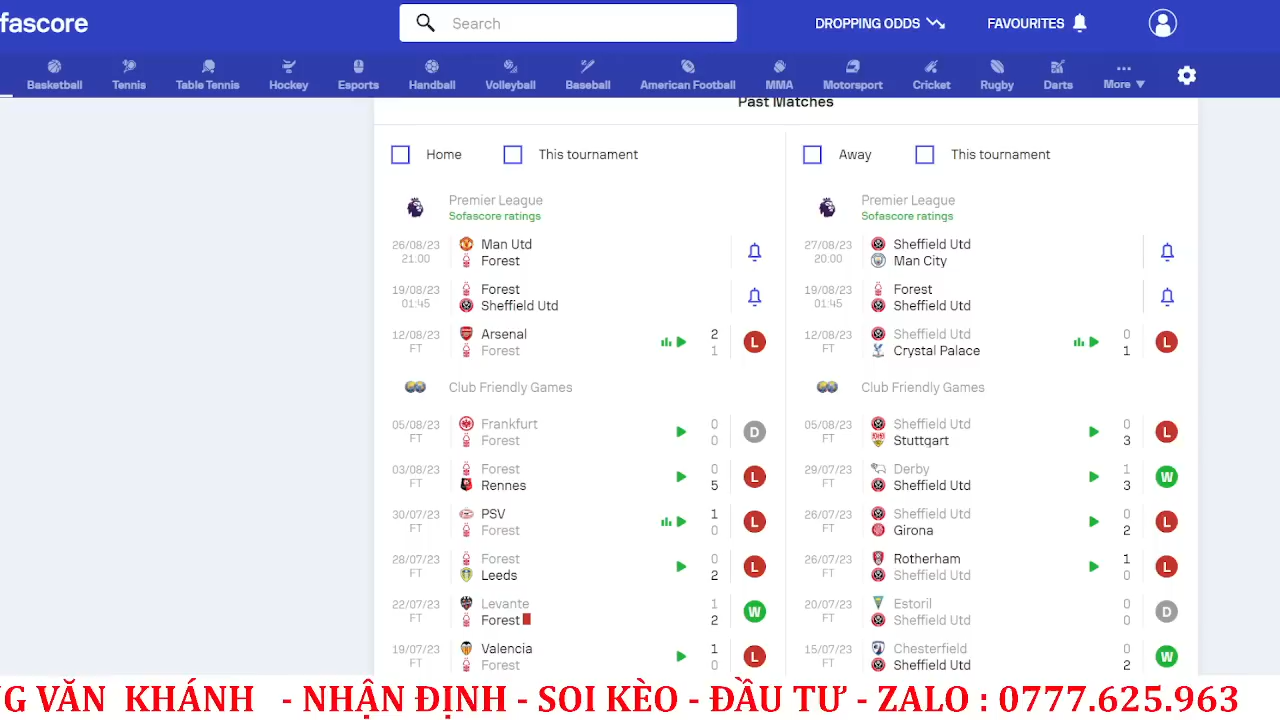 fascore
Search
DROPPING ODDS
FAVOURITES
Basketball
Tennis
Table Tennis
Hockey
Esports
Handball
Volleyball
Baseball
American Football
MMA
Motorsport
Cricket
Rugby
Darts
More
Past Matches
Home
This tournament
Premier League
Sofascore ratings
26/08/23 Man Utd
21:00 Forest
19/08/23 Forest
01:45 Sheffield Utd
12/08/23 Arsenal 2
FT Forest 1 L
Club Friendly Games
05/08/23 Frankfurt 0
FT Forest 0 D
03/08/23 Forest 0
FT Rennes 5 L
30/07/23 PSV 1
FT Forest 0 L
28/07/23 Forest 0
FT Leeds 2 L
22/07/23 Levante 1
FT Forest 2 W
19/07/23 Valencia 1
FT Forest 0 L
Away
This tournament
Premier League
Sofascore ratings
27/08/23 Sheffield Utd
20:00 Man City
19/08/23 Forest
01:45 Sheffield Utd
12/08/23 Sheffield Utd 0
FT Crystal Palace 1 L
Club Friendly Games
05/08/23 Sheffield Utd 0
FT Stuttgart 3 L
29/07/23 Derby 1
FT Sheffield Utd 3 W
26/07/23 Sheffield Utd 0
FT Girona 2 L
26/07/23 Rotherham 1
FT Sheffield Utd 0 L
20/07/23 Estoril 0
FT Sheffield Utd 0 D
15/07/23 Chesterfield 0
FT Sheffield Utd 2 W
G VĂN KHÁNH - NHẬN ĐỊNH - SOI KÈO - ĐẦU TƯ - ZALO : 0777.625.963